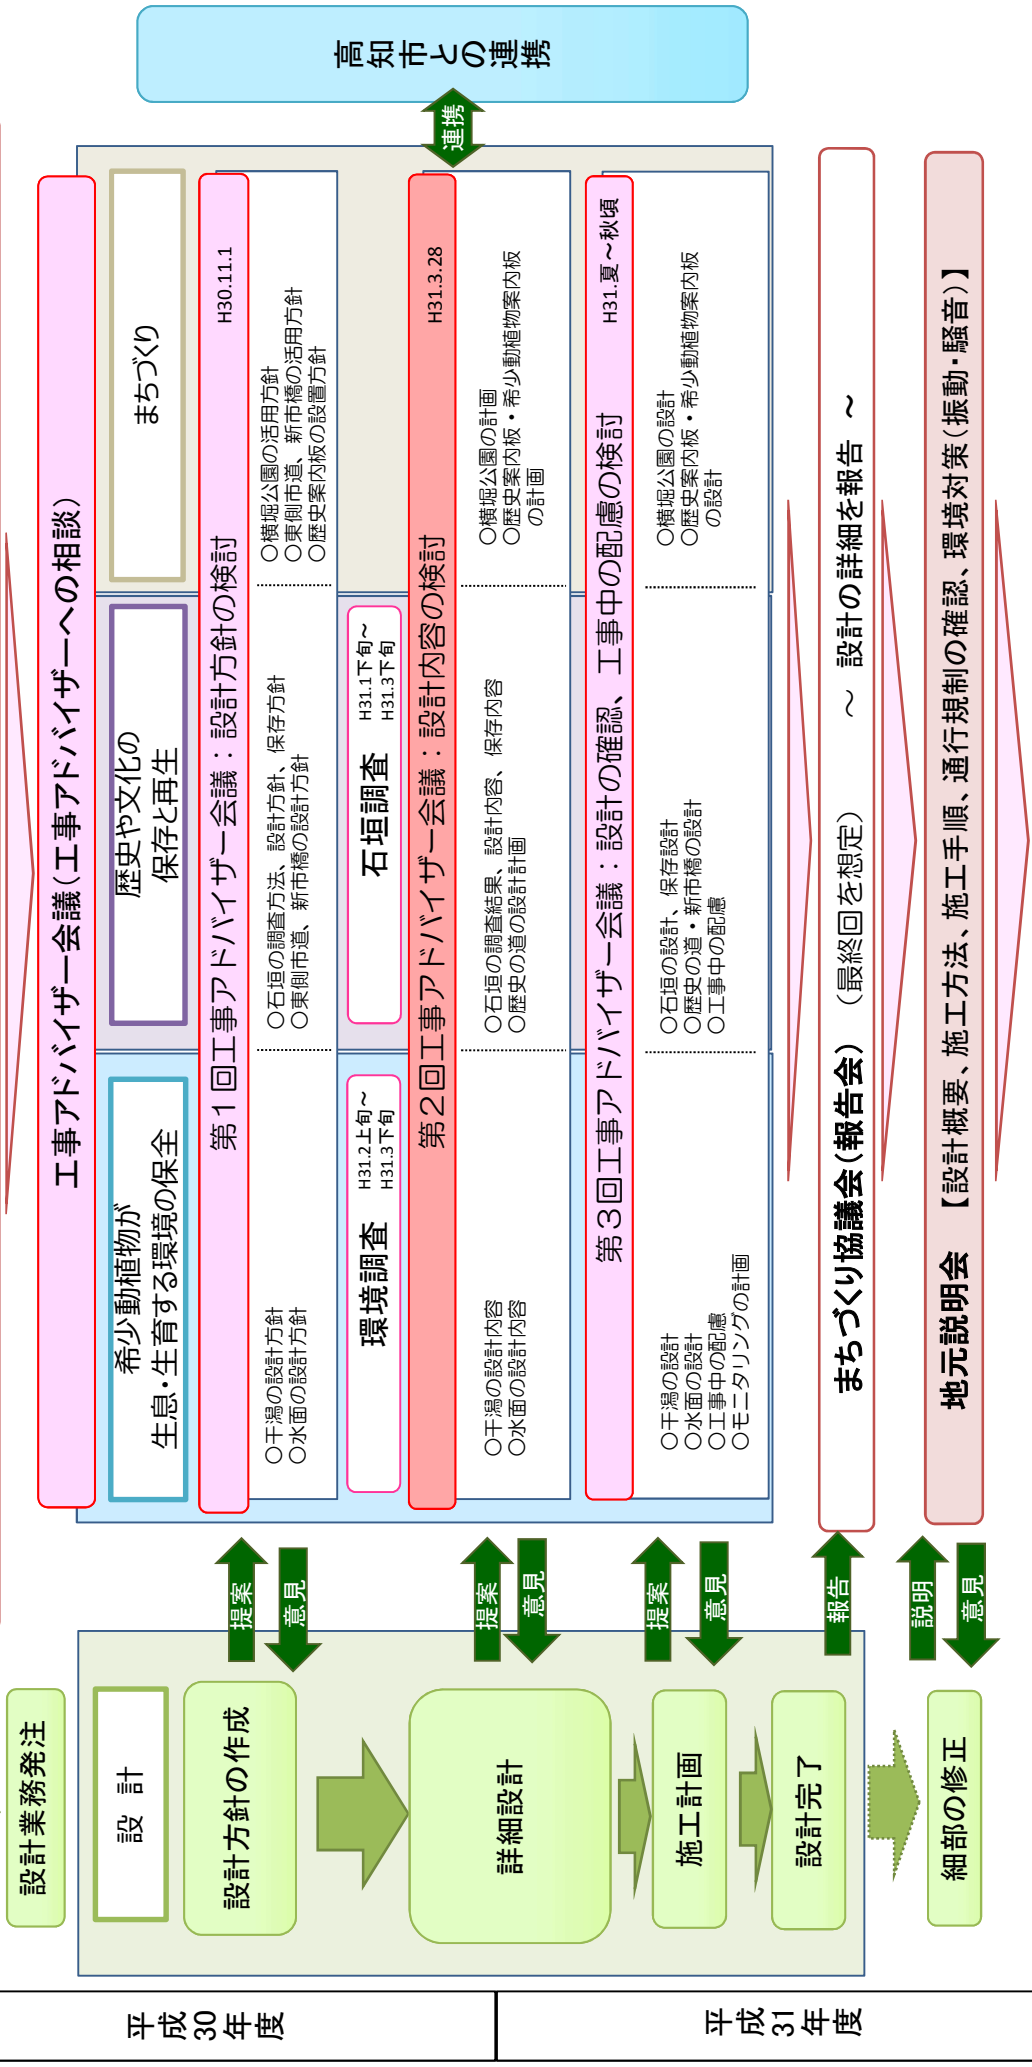 平成30年度
平成31年度
設計業務発注
設　計
設計方針の作成
詳細設計
施工計画
設計完了
細部の修正
提案
意見
提案
意見
提案
意見
報告
説明
意見
工事アドバイザー会議(工事アドバイザーへの相談)
希少動植物が
生息・生育する環境の保全
歴史や文化の
保存と再生
まちづくり
第1回工事アドバイザー会議：設計方針の検討　H30.11.1
○干潟の設計方針
○水面の設計方針
○石垣の調査方法、設計方針、保存方針
○東側市道、新市橋の設計方針
○横堀公園の活用方針
○東側市道、新市橋の活用方針
○歴史案内板の設置方針
環境調査
H31.2上旬～
H31.3下旬
石垣調査
H31.1下旬～
H31.3下旬
第2回工事アドバイザー会議：設計内容の検討　H31.3.28
○干潟の設計内容
○水面の設計内容
○石垣の調査結果、設計内容、保存内容
○歴史の道の設計計画
○横堀公園の計画
○歴史案内板・希少動植物案内板
の計画
第3回工事アドバイザー会議：設計の確認、工事中の配慮の検討　H31.夏～秋頃
○干潟の設計
○水面の設計
○工事中の配慮
○モニタリングの計画
○石垣の設計、保存設計
○歴史の道・新市橋の設計
○工事中の配慮
○横堀公園の設計
○歴史案内板・希少動植物案内板
の設計
連携
高知市との連携
まちづくり協議会(報告会)　（最終回を想定）　～　設計の詳細を報告　～
地元説明会　【設計概要、施工方法、施工手順、通行規制の確認、環境対策(振動・騒音)】